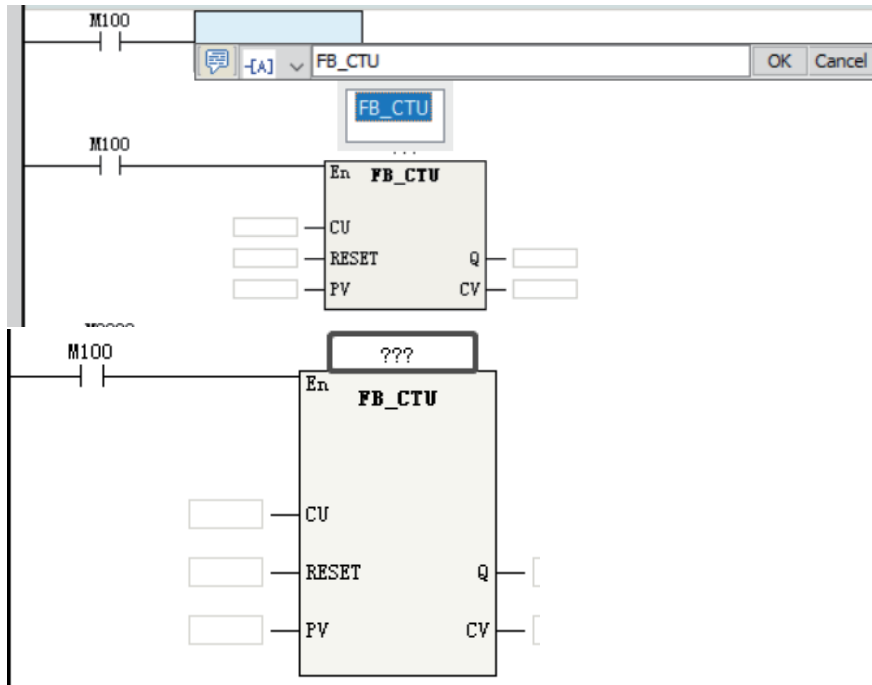 M100
-[A] FB_CTU OK Cancel
FB_CTU
M100
En FB_CTU
CU
RESET Q
PV CV
M100
???
En
FB_CTU
CU
RESET Q
PV CV